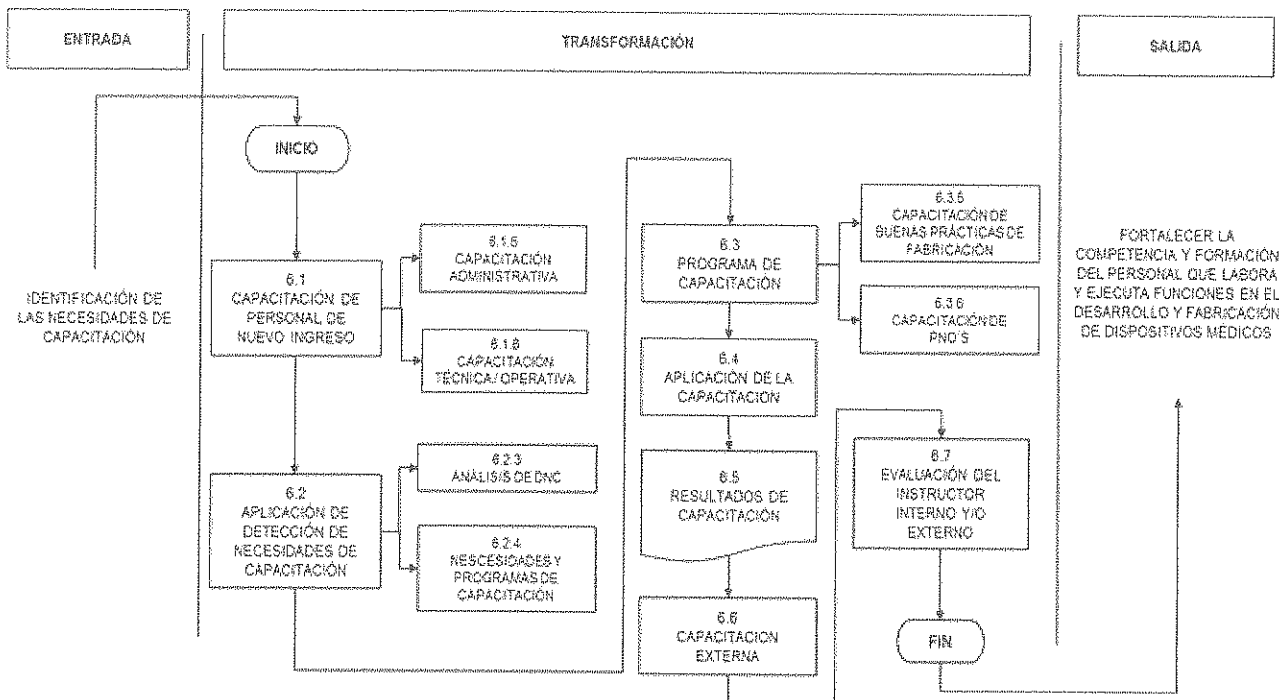 ENTRADA
TRANSFORMACIÓN
SALIDA
IDENTIFICACIÓN DE
LAS NECESIDADES DE
CAPACITACIÓN
INICIO
6.1
CAPACITACIÓN DE
PERSONAL DE
NUEVO INGRESO
6.1.5
CAPACITACIÓN
ADMINISTRATIVA
6.1.6
CAPACITACIÓN
TÉCNICA / OPERATIVA
6.2
APLICACIÓN DE
DETECCIÓN DE
NECESIDADES DE
CAPACITACIÓN
6.2.3
ANÁLISIS DE DNC
6.2.4
NESCESIDADES Y
PROGRAMAS DE
CAPACITACIÓN
6.3
PROGRAMA DE
CAPACITACIÓN
6.3.5
CAPACITACIÓN DE
BUENAS PRÁCTICAS DE
FABRICACIÓN
6.3.6
CAPACITACIÓN DE
PNO´S
6.4
APLICACIÓN DE LA
CAPACITACIÓN
6.5
RESULTADOS DE
CAPACITACIÓN
6.6
CAPACITACION
EXTERNA
6.7
EVALUACIÓN DEL
INSTRUCTOR
INTERNO Y/O
EXTERNO
FIN
FORTALECER LA
COMPETENCIA Y FORMACIÓN
DEL PERSONAL QUE LABORA
Y EJECUTA FUNCIONES EN EL
DESARROLLO Y FABRICACIÓN
DE DISPOSITIVOS MÉDICOS